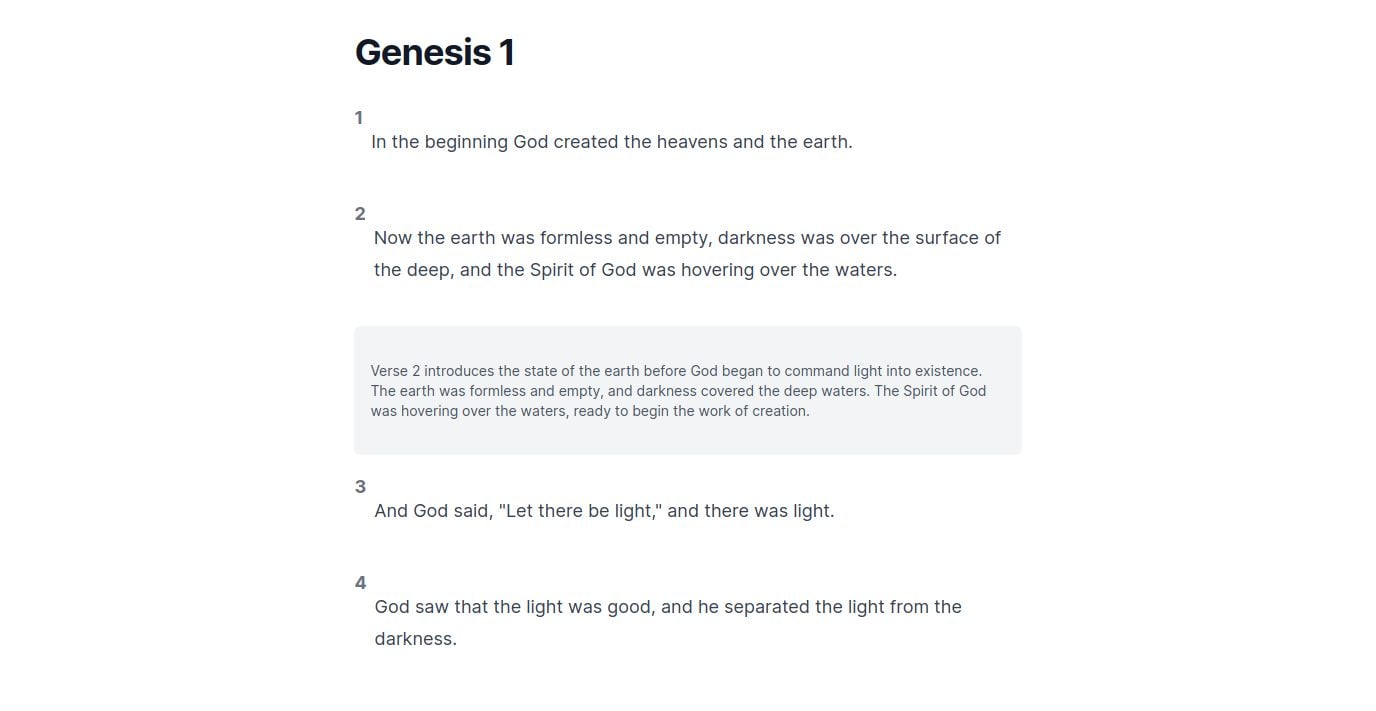 Genesis 1
1
In the beginning God created the heavens and the earth.
2
Now the earth was formless and empty, darkness was over the surface of
the deep, and the Spirit of God was hovering over the waters.
Verse 2 introduces the state of the earth before God began to command light into existence.
The earth was formless and empty, and darkness covered the deep waters. The Spirit of God
was hovering over the waters, ready to begin the work of creation.
3
And God said, "Let there be light," and there was light.
4
God saw that the light was good, and he separated the light from the
darkness.